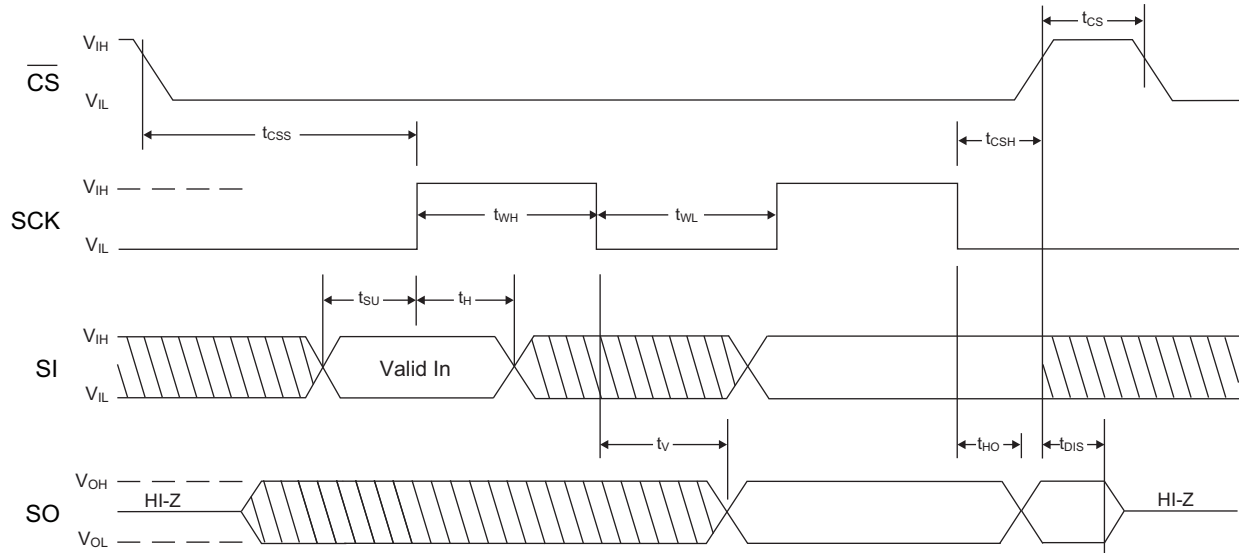 tCS
VIH
CS
VIL
tCSS
tCSH
VIH
SCK
tWH
tWL
VIL
tSU
tH
VIH
SI
Valid In
VIL
tV
tHO
tDIS
VOH
HI-Z
HI-Z
SO
VOL